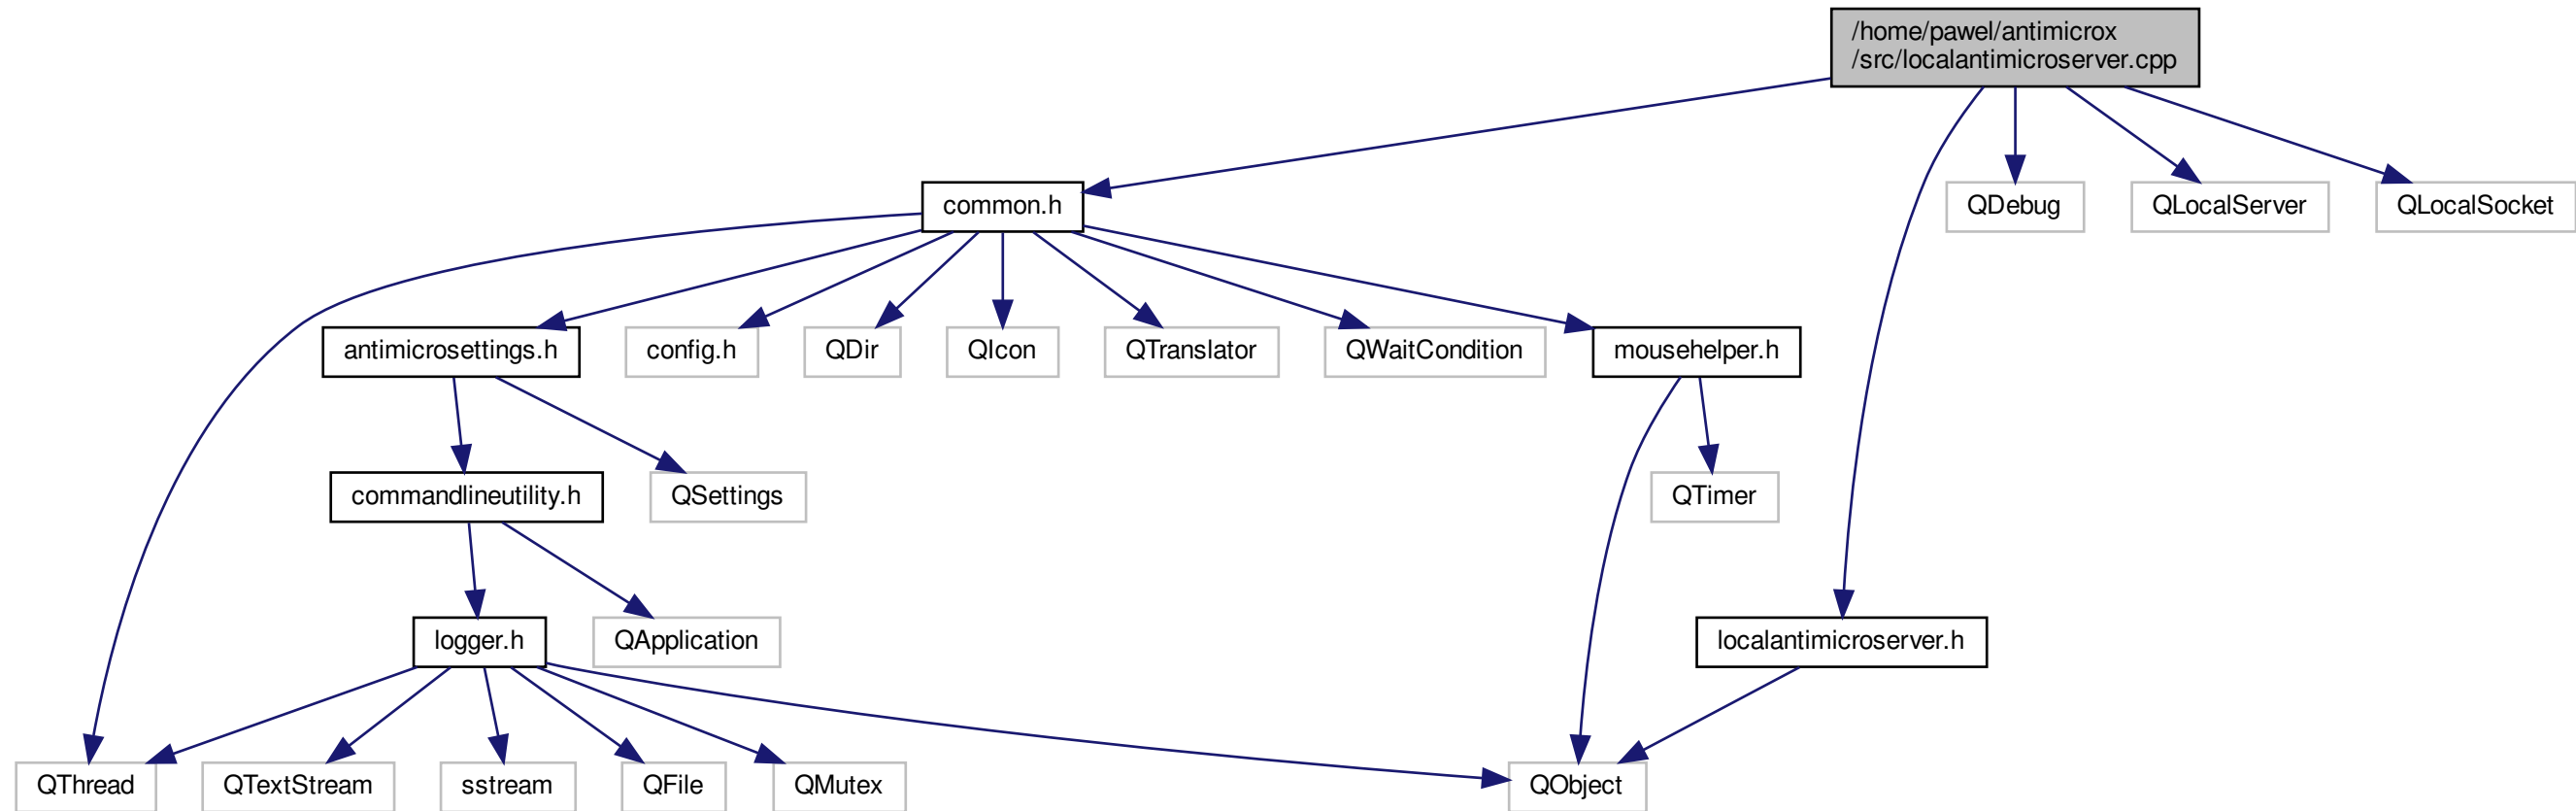 /home/pawel/antimicrox
/src/localantimicroserver.cpp
common.h
QDebug
QLocalServer
QLocalSocket
antimicrosettings.h
config.h
QDir
QIcon
QTranslator
QWaitCondition
mousehelper.h
commandlineutility.h
QSettings
QTimer
logger.h
QApplication
localantimicroserver.h
QThread
QTextStream
sstream
QFile
QMutex
QObject